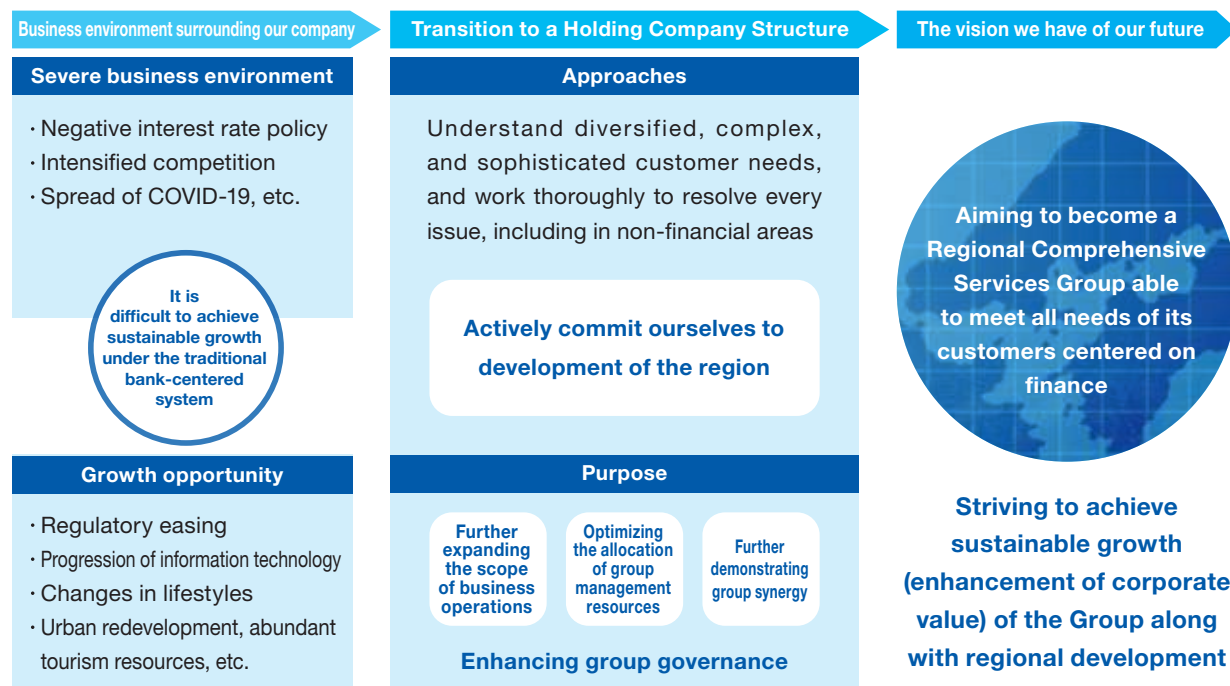 Business environment surrounding our company
Transition to a Holding Company Structure
The vision we have of our future
Severe business environment
· Negative interest rate policy
· Intensified competition
· Spread of COVID-19, etc.
It is
difficult to achieve
sustainable growth
under the traditional
bank-centered
system
Growth opportunity
· Regulatory easing
· Progression of information technology
· Changes in lifestyles
· Urban redevelopment, abundant
tourism resources, etc.
Approaches
Understand diversified, complex,
and sophisticated customer needs,
and work thoroughly to resolve every
issue, including in non-financial areas
Actively commit ourselves to
development of the region
Purpose
Further
expanding
the scope
of business
operations
Optimizing
the allocation
of group
management
resources
Further
demonstrating
group synergy
Enhancing group governance
Aiming to become a
Regional Comprehensive
Services Group able
to meet all needs of its
customers centered on
finance
Striving to achieve
sustainable growth
(enhancement of corporate
value) of the Group along
with regional development